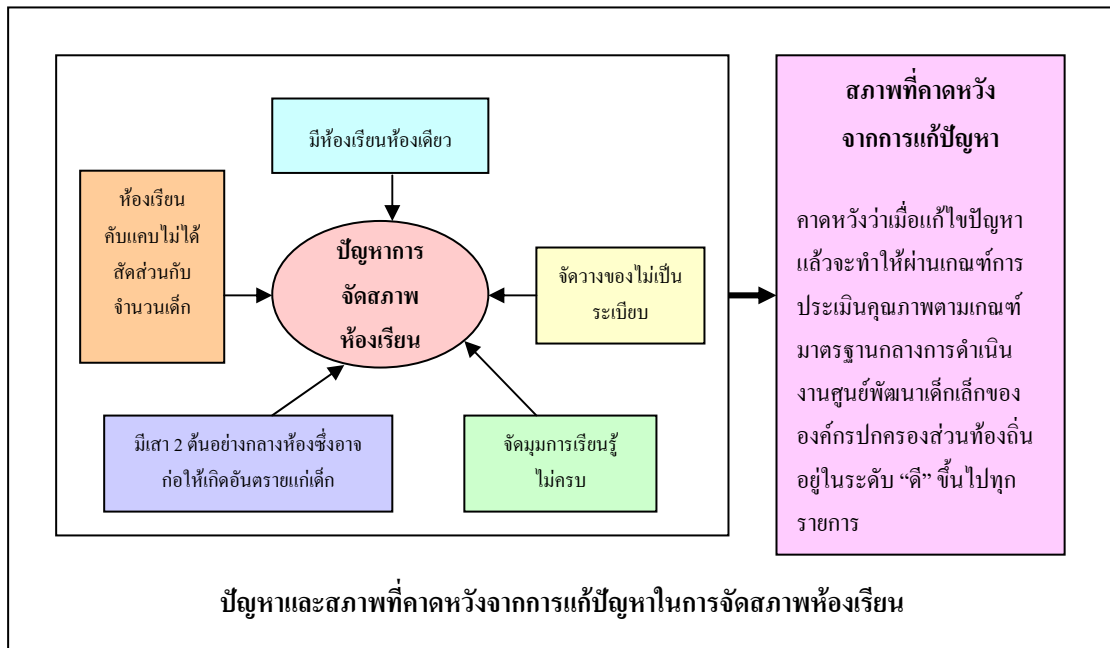 มีห้องเรียนห้องเดียว
ห้องเรียน
คับแคบไม่ได้
สัดส่วนกับ
จำนวนเด็ก
ปัญหาการ
จัดสภาพ
ห้องเรียน
จัดวางของไม่เป็น
ระเบียบ
มีเสา 2 ต้นอย่างกลางห้องซึ่งอาจ
ก่อให้เกิดอันตรายแก่เด็ก
จัดมุมการเรียนรู้
ไม่ครบ
สภาพที่คาดหวัง
จากการแก้ปัญหา
คาดหวังว่าเมื่อแก้ไขปัญหา
แล้วจะทำให้ผ่านเกณฑ์การ
ประเมินคุณภาพตามเกณฑ์
มาตรฐานกลางการดำเนิน
งานศูนย์พัฒนาเด็กเล็กของ
องค์กรปกครองส่วนท้องถิ่น
อยู่ในระดับ “ดี” ขึ้นไปทุก
รายการ
ปัญหาและสภาพที่คาดหวังจากการแก้ปัญหาในการจัดสภาพห้องเรียน